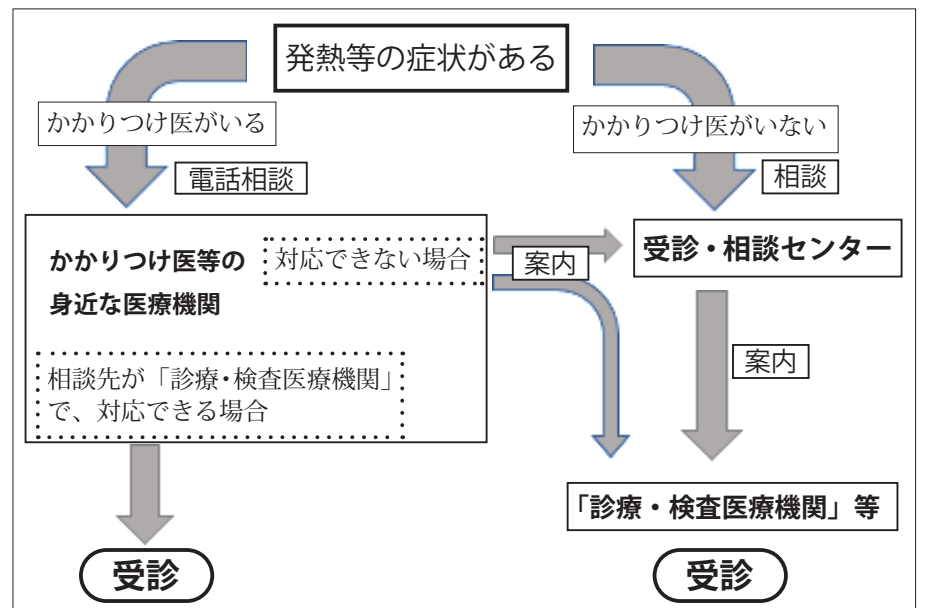 発熱等の症状がある
かかりつけ医がいる
かかりつけ医がいない
電話相談
相談
かかりつけ医等の
身近な医療機関
対応できない場合
案内
受診・相談センター
相談先が「診療・検査医療機関」
で、対応できる場合
案内
「診療・検査医療機関」等
受診
受診